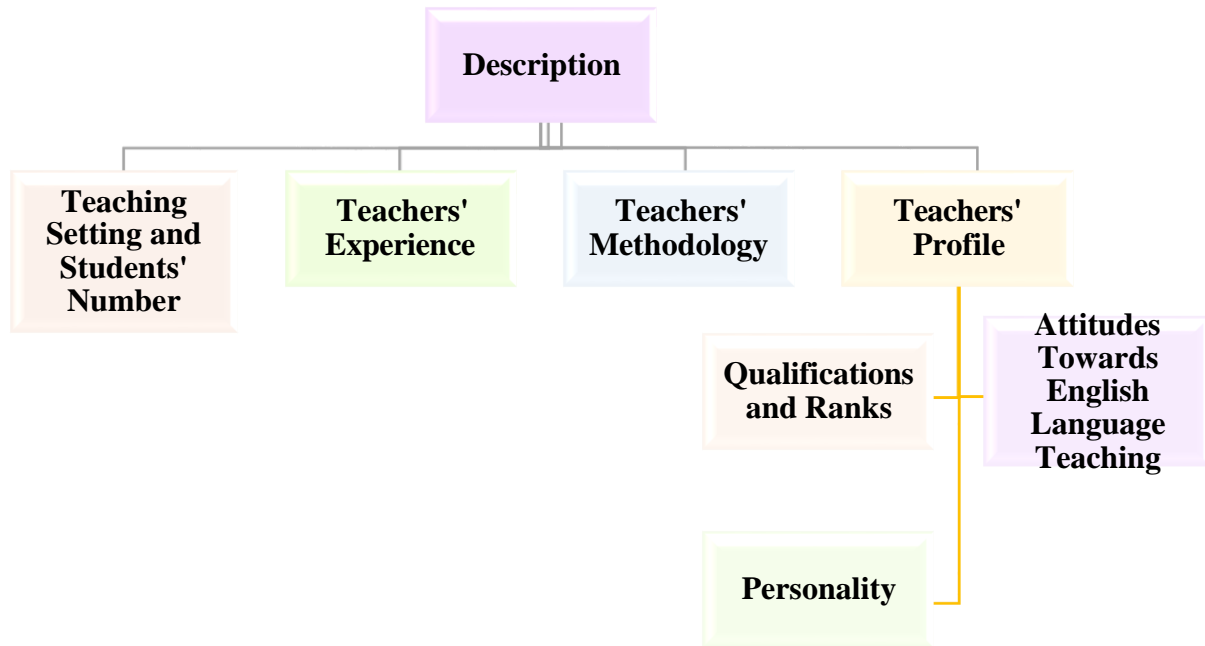 Description
Teaching
Setting and
Students'
Number
Teachers'
Experience
Teachers'
Methodology
Teachers'
Profile
Qualifications
and Ranks
Attitudes
Towards
English
Language
Teaching
Personality